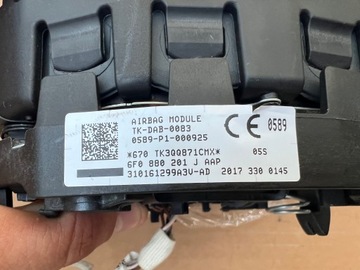 AIRBAG MODULE
TK-DAB-0083
0589-P1-000925
CE 0589
*670 TK3QQB71CMX* 05S
6F0 880 201 J AAP
310161299A3V-AD 2017 330 0145